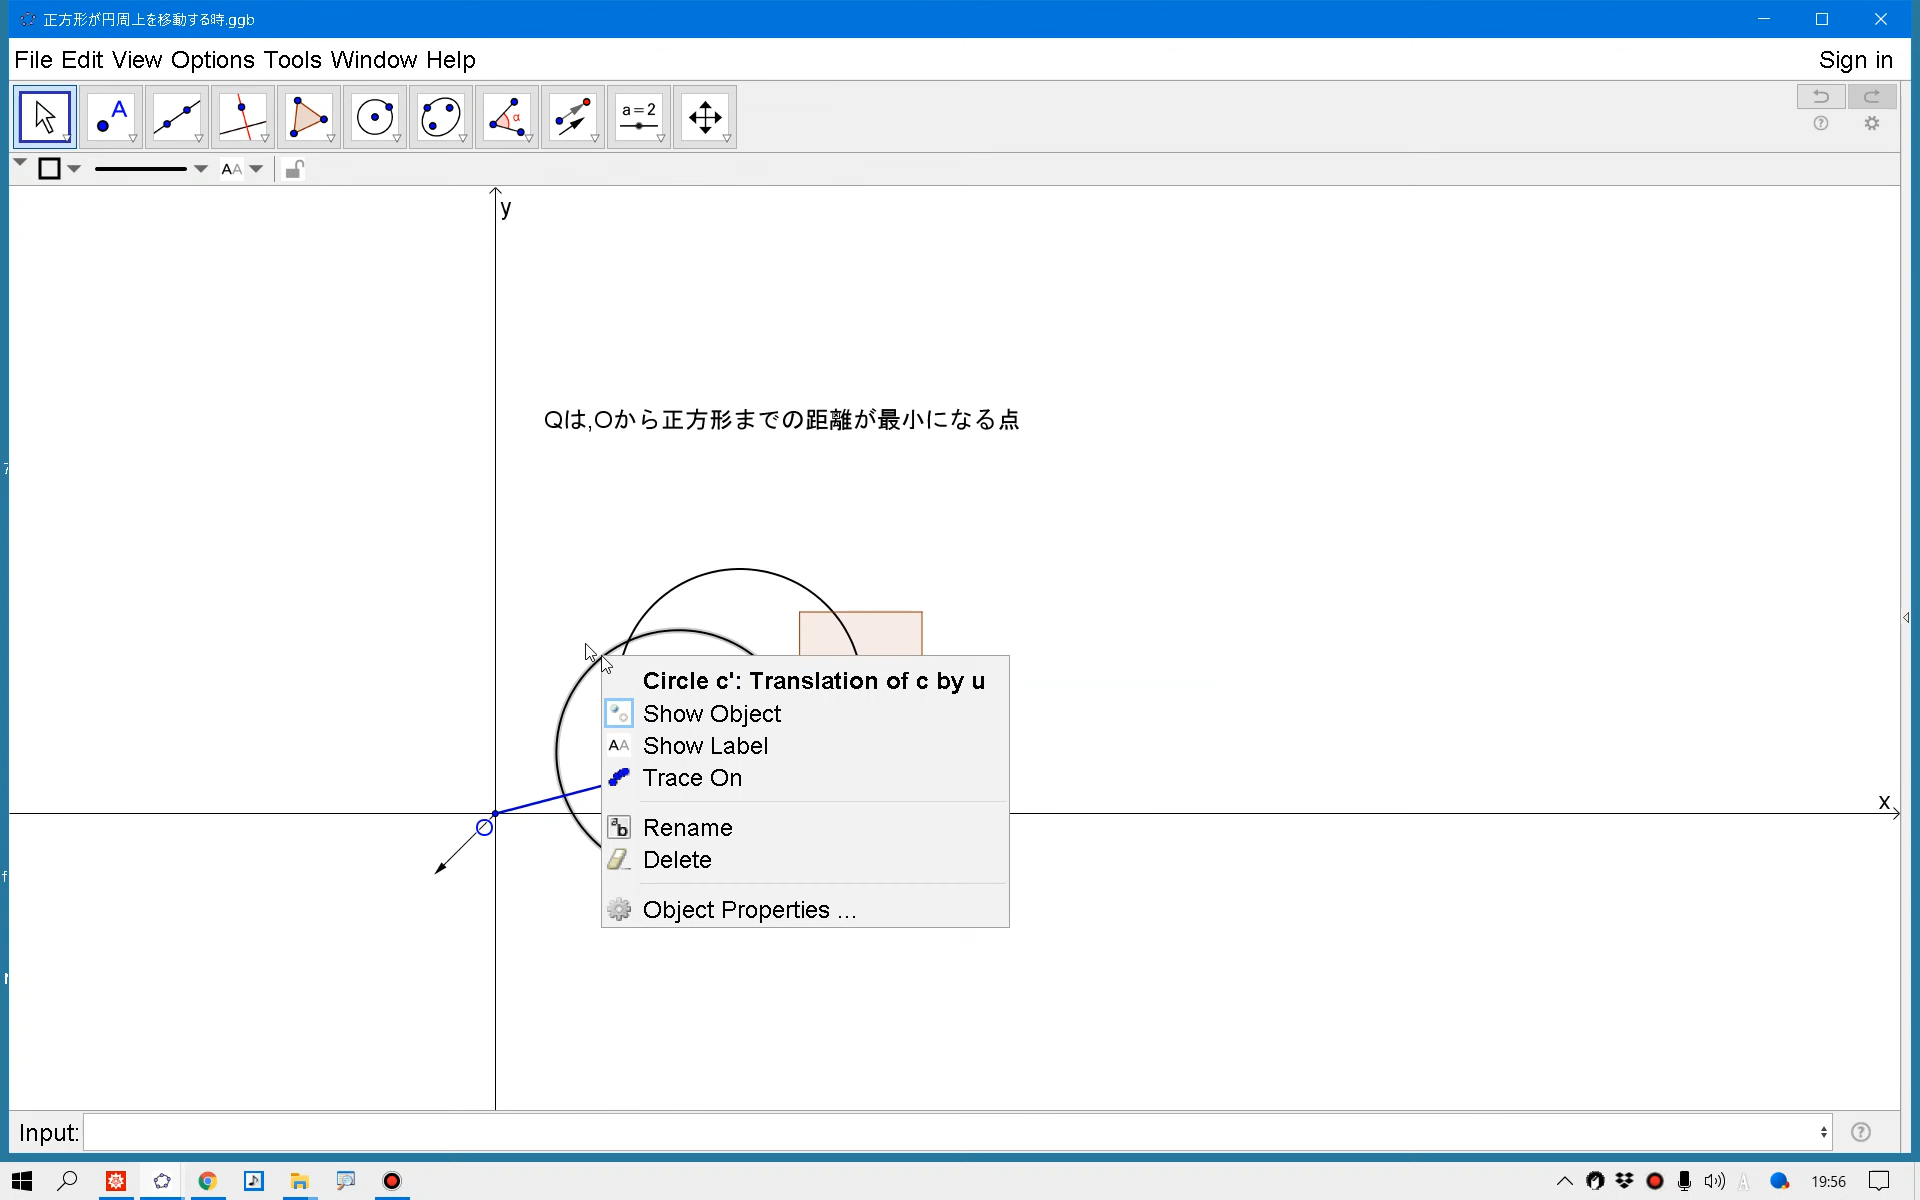 正方形が円周上を移動する時.ggb
File Edit View Options Tools Window Help
Sign in
A
α
a=2
AA
y
Qは,Oから正方形までの距離が最小になる点
Circle c': Translation of c by u
Show Object
AA Show Label
Trace On
ab Rename
Delete
Object Properties ...
x
O
Input:
A
19:56